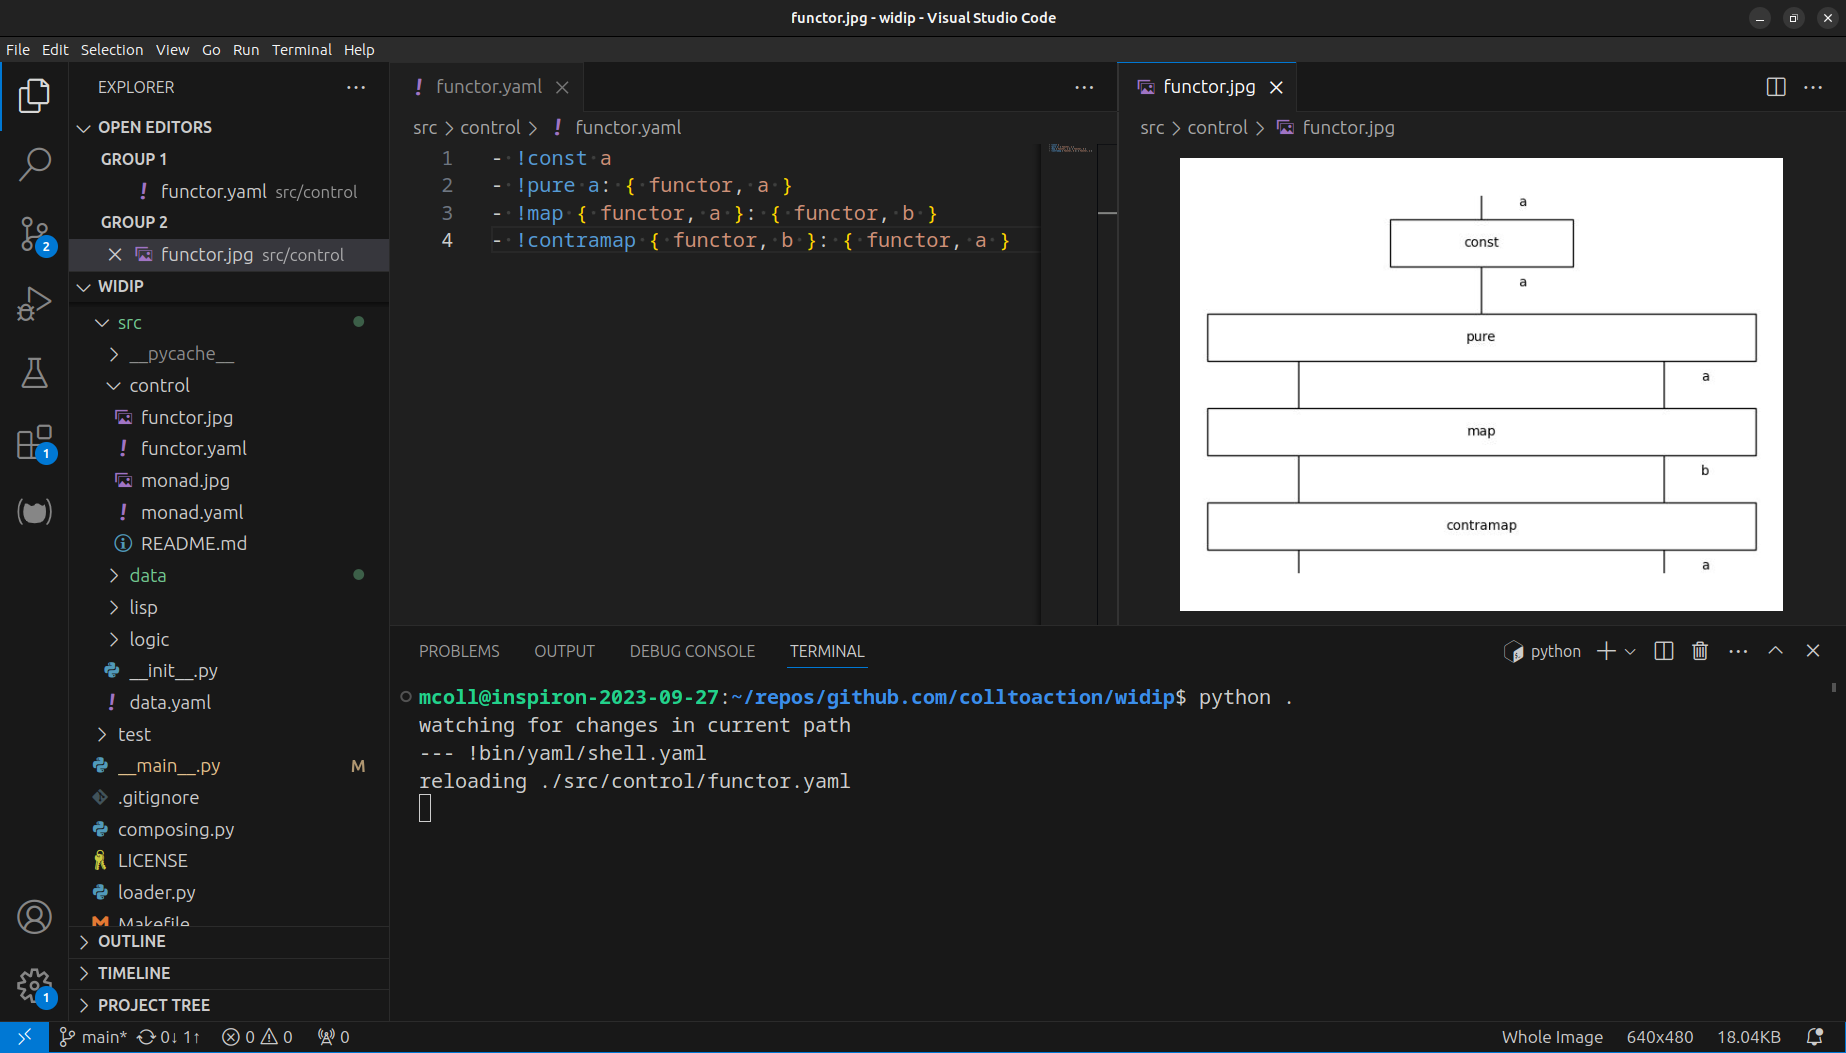 functor.jpg - widip - Visual Studio Code
File Edit Selection View Go Run Terminal Help
EXPLORER
OPEN EDITORS
GROUP 1
! functor.yaml src/control
GROUP 2
functor.jpg src/control
WIDIP
src
__pycache__
control
functor.jpg
! functor.yaml
monad.jpg
! monad.yaml
README.md
data
lisp
logic
__init__.py
! data.yaml
test
__main__.py M
.gitignore
composing.py
LICENSE
loader.py
Makefile
OUTLINE
TIMELINE
PROJECT TREE
2
1
1
! functor.yaml
src > control > ! functor.yaml
1 - !const a
2 - !pure a: { functor, a }
3 - !map { functor, a }: { functor, b }
4 - !contramap { functor, b }: { functor, a }
functor.jpg
src > control > functor.jpg
a
const
a
pure
a
map
b
contramap
a
PROBLEMS OUTPUT DEBUG CONSOLE TERMINAL
python
mcoll@inspiron-2023-09-27:~/repos/github.com/colltoaction/widip$ python .
watching for changes in current path
--- !bin/yaml/shell.yaml
reloading ./src/control/functor.yaml
main* 0↓ 1↑ 0 0 0
Whole Image 640x480 18.04KB